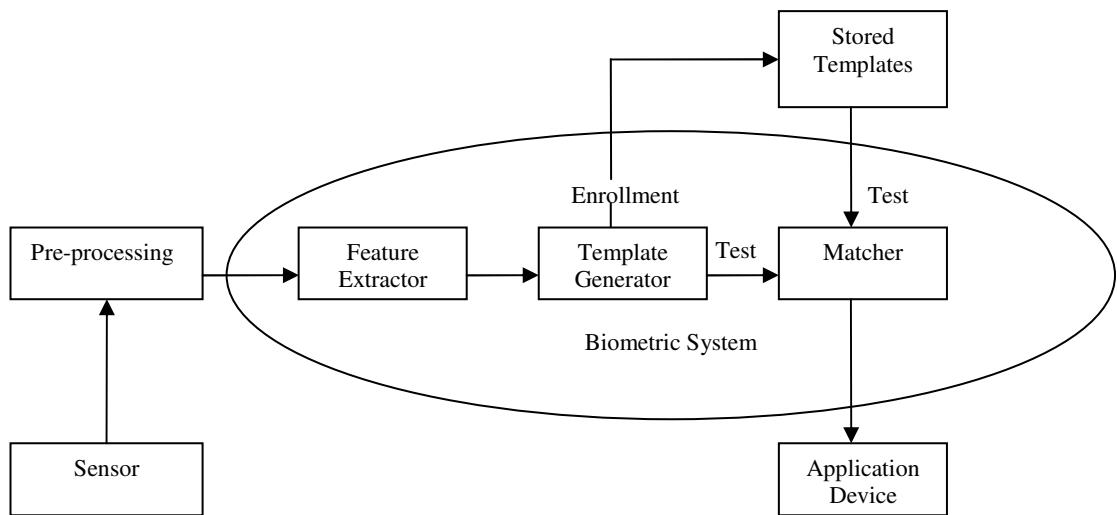 Stored
Templates
Enrollment
Test
Pre-processing
Feature
Extractor
Template
Generator
Test
Matcher
Biometric System
Sensor
Application
Device